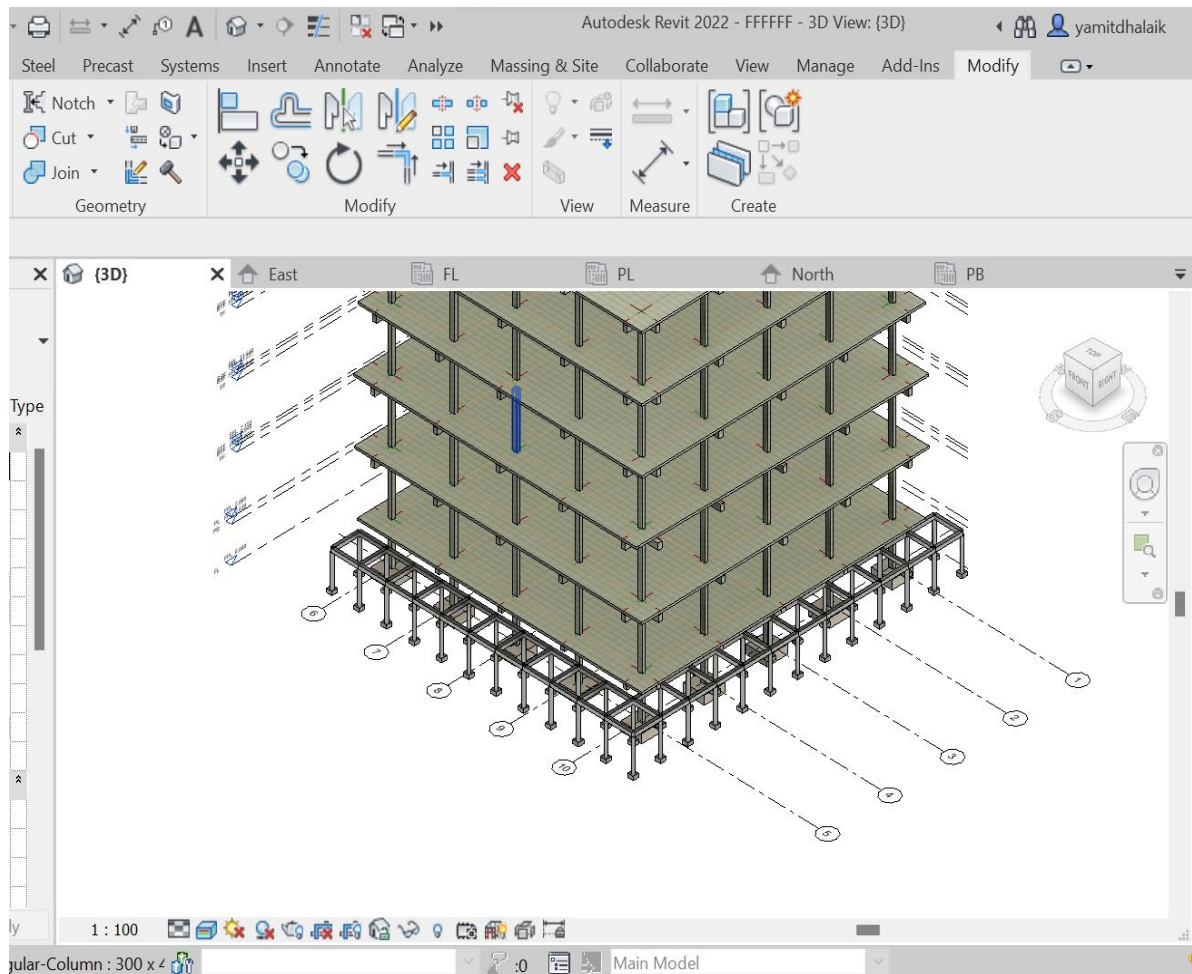 Autodesk Revit 2022 - FFFFFF - 3D View: {3D}
yamitdhalaik
Steel Precast Systems Insert Annotate Analyze Massing & Site Collaborate View Manage Add-Ins Modify
Notch
Cut
Join
Geometry Modify View Measure Create
{3D} East FL PL North PB
Type
TOP
FRONT RIGHT
6
7
8
9
10
1
2
3
4
5
1 : 100
ly
gular-Column : 300 x 4
:0
Main Model